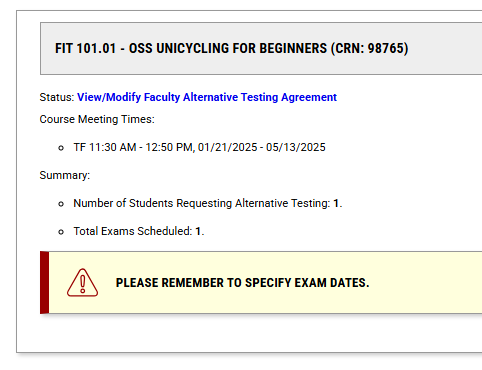 FIT 101.01 - OSS UNICYCLING FOR BEGINNERS (CRN: 98765)
Status: View/Modify Faculty Alternative Testing Agreement
Course Meeting Times:
TF 11:30 AM - 12:50 PM, 01/21/2025 - 05/13/2025
Summary:
Number of Students Requesting Alternative Testing: 1.
Total Exams Scheduled: 1.
PLEASE REMEMBER TO SPECIFY EXAM DATES.